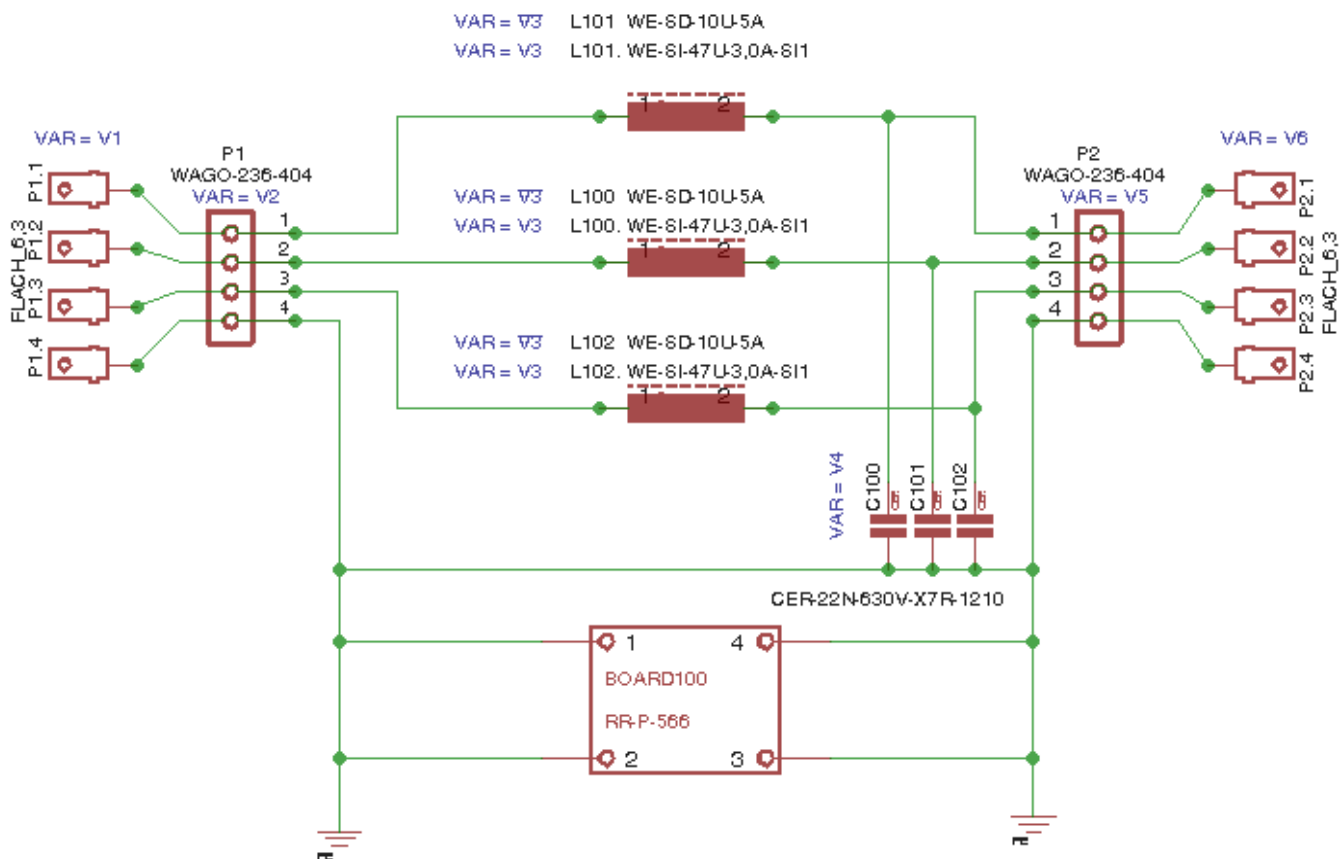 VAR = V3 L101 WE-SD-10U-5A
VAR = V3 L101. WE-SI-47U-3,0A-SI1
1 2
VAR = V1
P1
WAGO-236-404
VAR = V2
P1.1
P1.2
P1.3
P1.4
FLACH_6,3
1
2
3
4
VAR = V3 L100 WE-SD-10U-5A
VAR = V3 L100. WE-SI-47U-3,0A-SI1
1 2
VAR = V3 L102 WE-SD-10U-5A
VAR = V3 L102. WE-SI-47U-3,0A-SI1
1 2
VAR = V6
P2
WAGO-236-404
VAR = V5
1
2
3
4
P2.1
P2.2
P2.3
P2.4
FLACH_6,3
VAR = V4
C100
C101
C102
CER-22N-630V-X7R-1210
1 4
BOARD100
RR-P-566
2 3